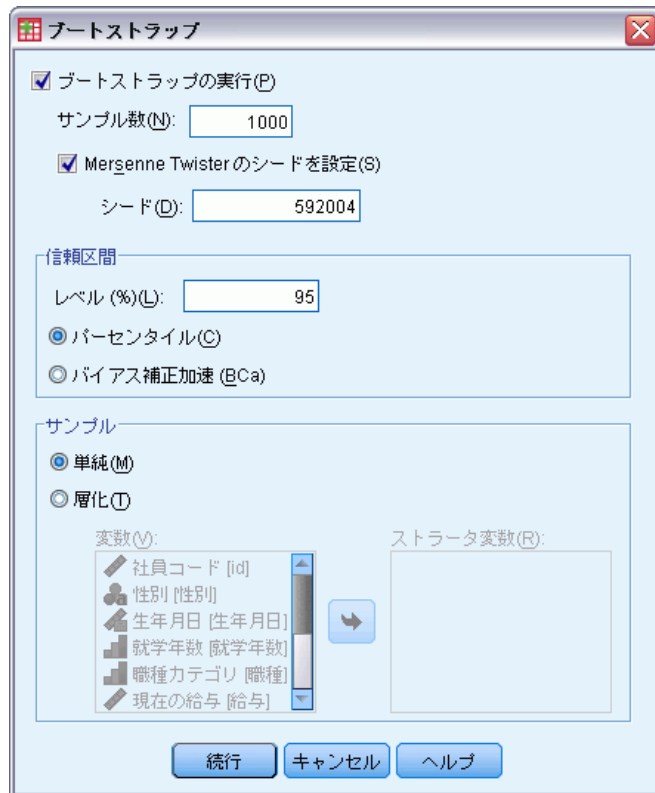 ブートストラップ
ブートストラップの実行(P)
サンプル数(N): 1000
Mersenne Twisterのシードを設定(S)
シード(D): 592004
信頼区間
レベル (%)(L): 95
パーセンタイル(C)
バイアス補正加速 (BCa)
サンプル
単純(M)
層化(T)
変数(V):
社員コード [id]
性別 [性別]
生年月日 [生年月日]
就学年数 [就学年数]
職種カテゴリ [職種]
現在の給与 [給与]
ストラータ変数(R):
続行 キャンセル ヘルプ